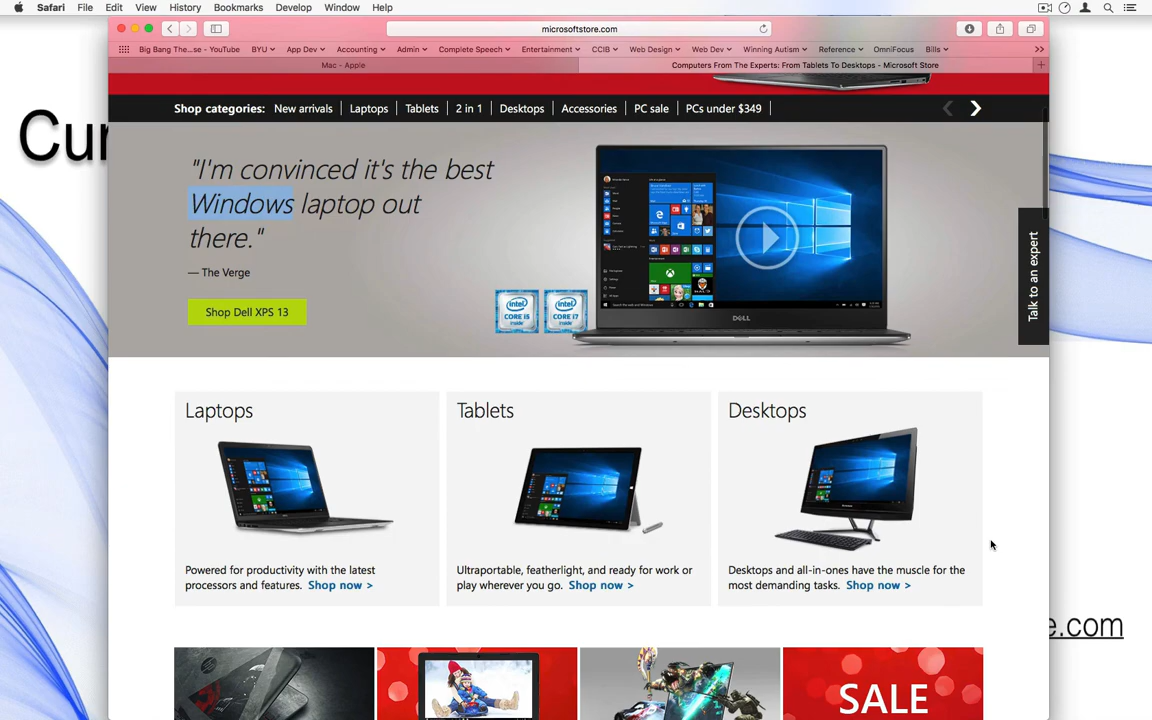 Safari File Edit View History Bookmarks Develop Window Help
microsoftstore.com
Big Bang The...se - YouTube BYU App Dev Accounting Admin Complete Speech Entertainment CCIB Web Design Web Dev Winning Autism Reference OmniFocus Bills
Mac - Apple
Computers From The Experts: From Tablets To Desktops - Microsoft Store
Shop categories: New arrivals Laptops Tablets 2 in 1 Desktops Accessories PC sale PCs under $349
Cur
"I'm convinced it's the best
Windows laptop out
there."
— The Verge
Shop Dell XPS 13
intel CORE i5 inside
intel CORE i7 inside
DELL
Talk to an expert
Laptops
Tablets
Desktops
Powered for productivity with the latest
processors and features. Shop now >
Ultraportable, featherlight, and ready for work or
play wherever you go. Shop now >
Desktops and all-in-ones have the muscle for the
most demanding tasks. Shop now >
e.com
SALE